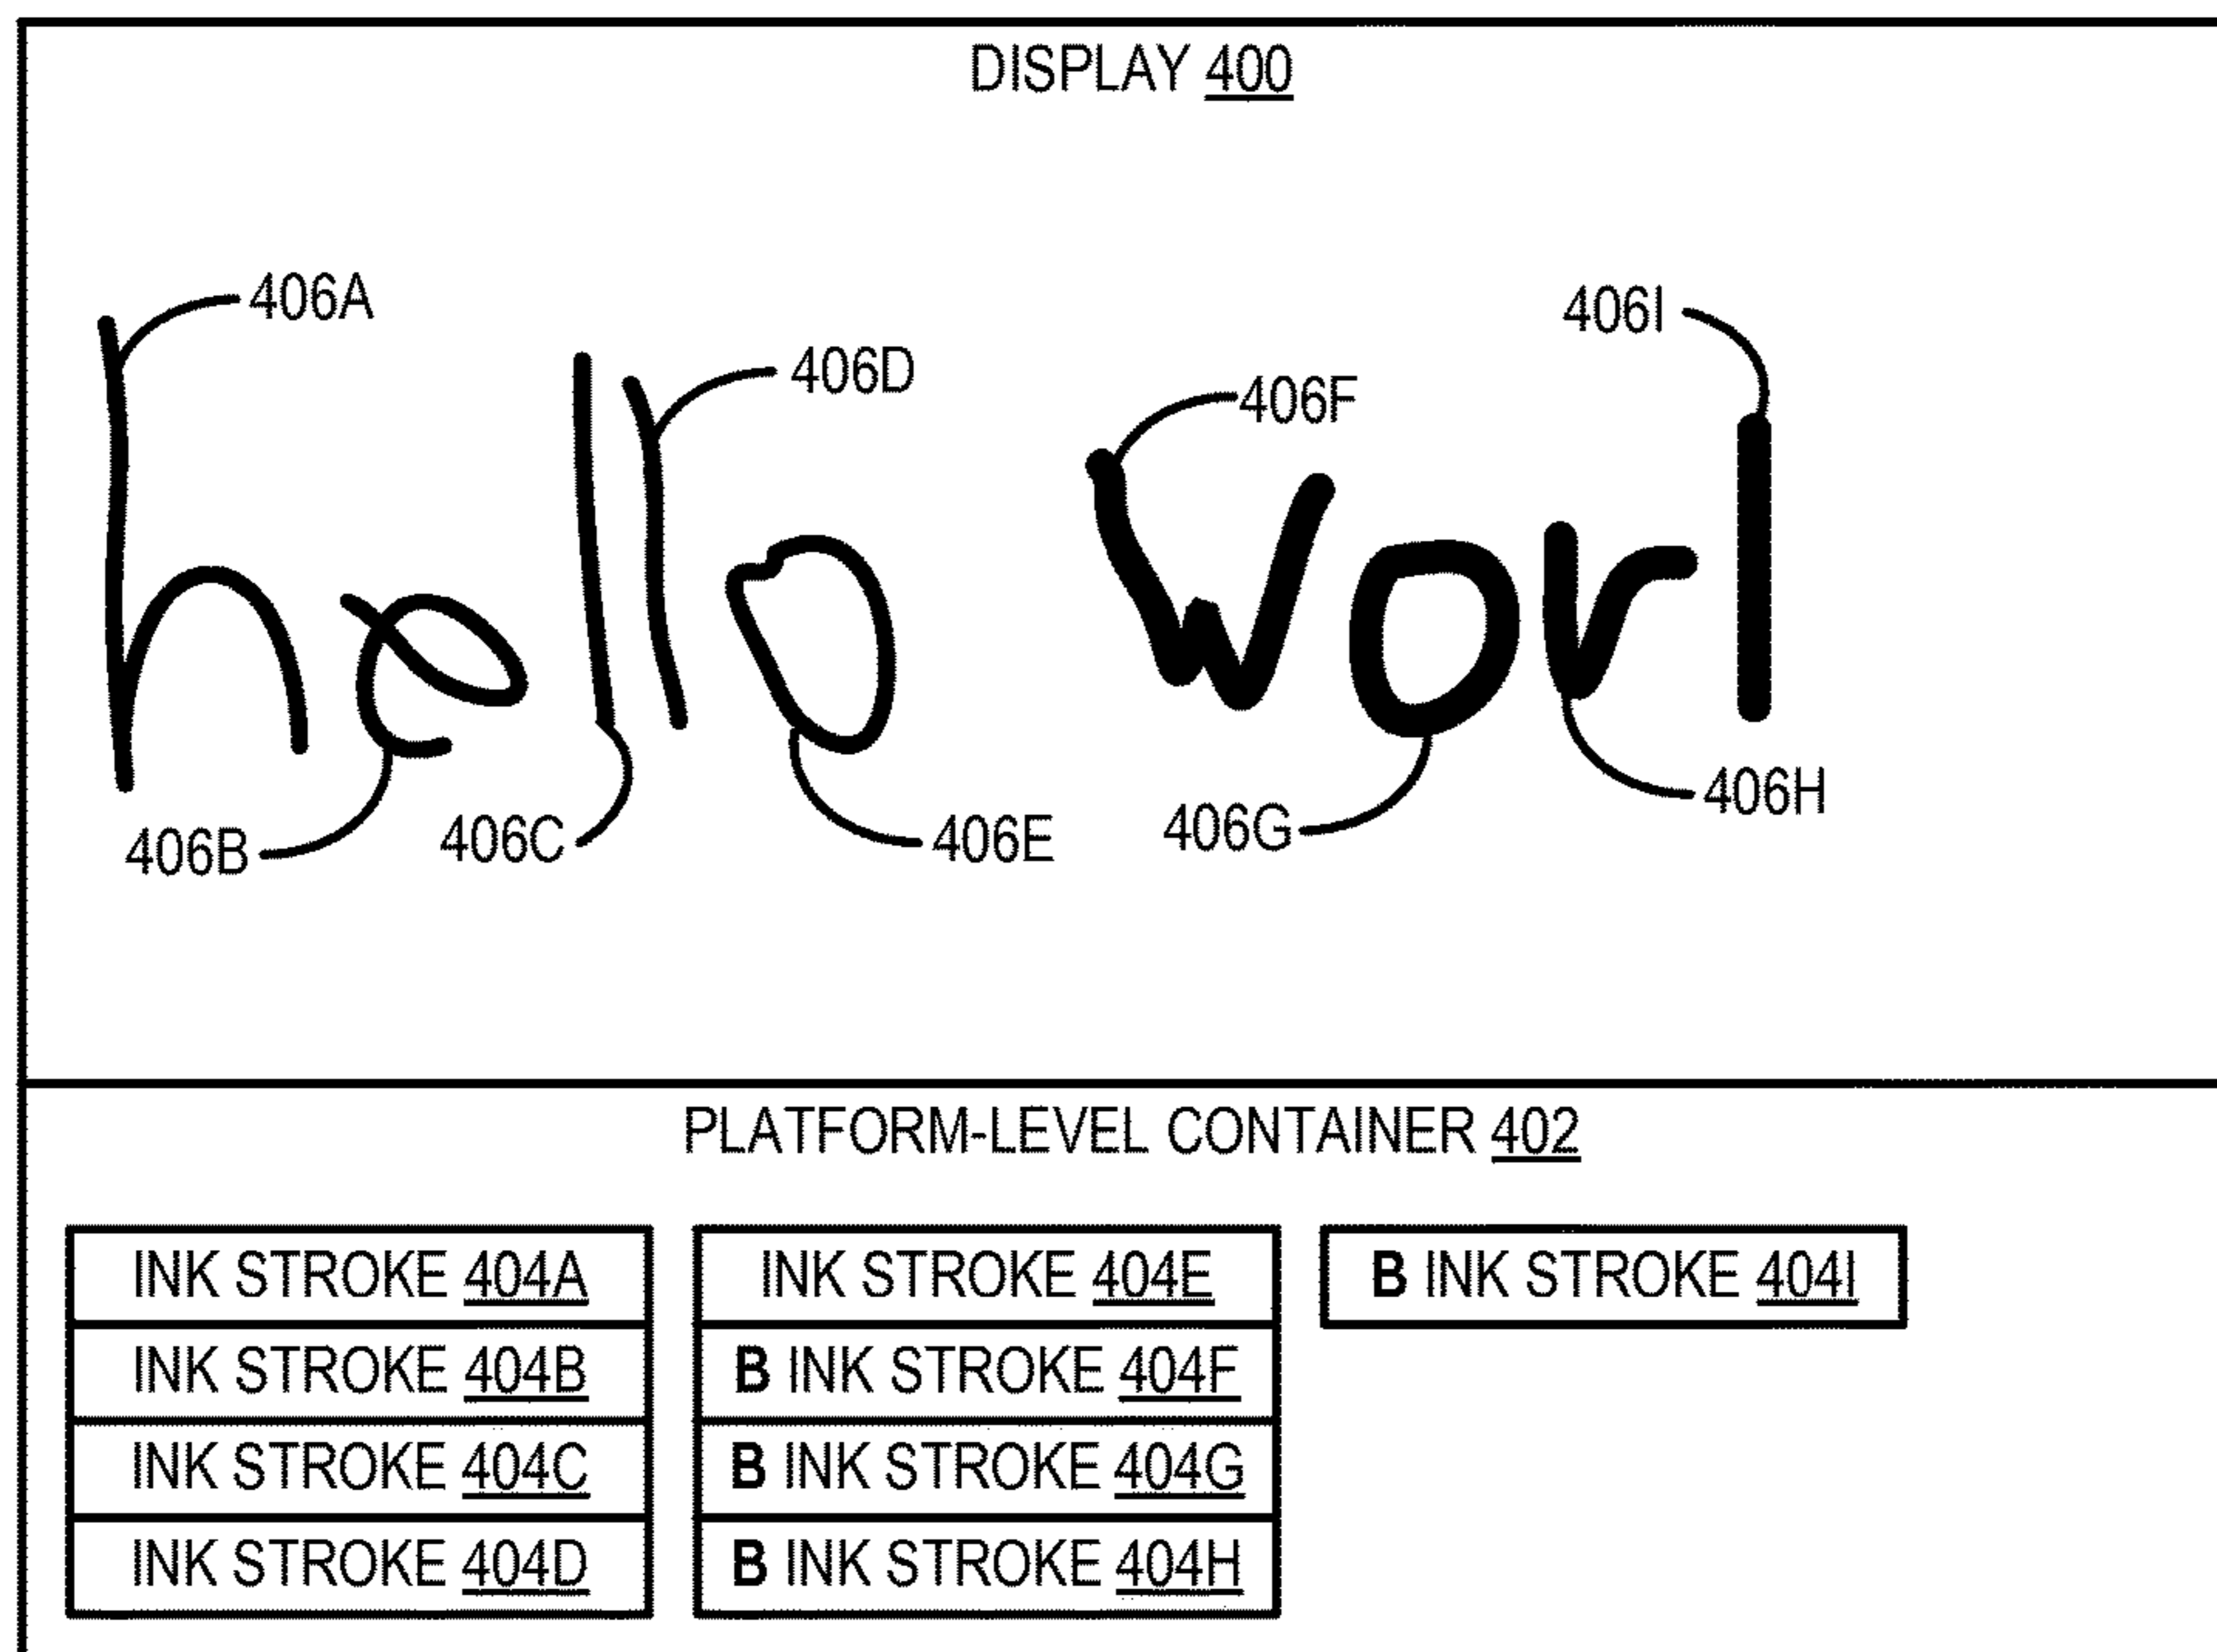 DISPLAY 400
406A
406I
406D
406F
hello worl
406H
406B
406C
406E
406G
PLATFORM-LEVEL CONTAINER 402
INK STROKE 404A
INK STROKE 404B
INK STROKE 404C
INK STROKE 404D
INK STROKE 404E
B INK STROKE 404F
B INK STROKE 404G
B INK STROKE 404H
B INK STROKE 404I